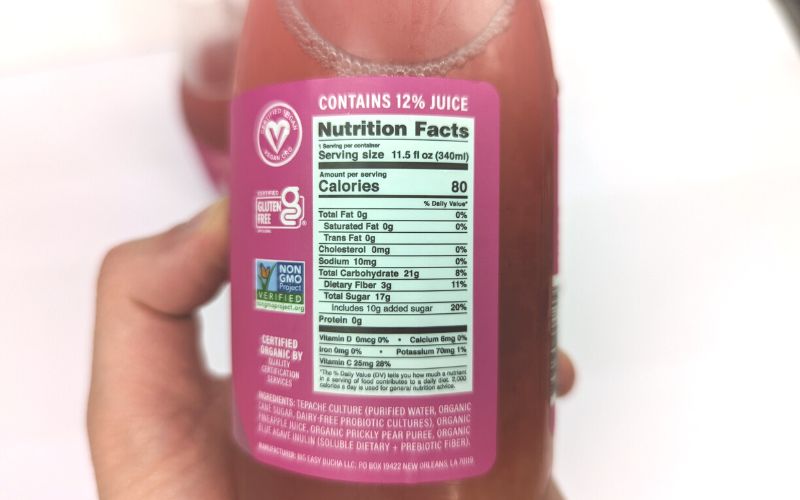 CONTAINS 12% JUICE
CERTIFIED VEGAN
VEGAN.ORG
CERTIFIED
GLUTEN
FREE
NON
GMO
Project
VERIFIED
nongmoproject.org
CERTIFIED
ORGANIC BY
QUALITY
CERTIFICATION
SERVICES
Nutrition Facts
1 Serving per container
Serving size 11.5 fl oz (340ml)
Amount per serving
Calories 80
% Daily Value*
Total Fat 0g 0%
Saturated Fat 0g 0%
Trans Fat 0g
Cholesterol 0mg 0%
Sodium 10mg 0%
Total Carbohydrate 21g 8%
Dietary Fiber 3g 11%
Total Sugar 17g
Includes 10g added sugar 20%
Protein 0g
Vitamin D 0mcg 0% • Calcium 6mg 0%
Iron 0mg 0% • Potassium 70mg 1%
Vitamin C 25mg 28%
*The % Daily Value (DV) tells you how much a nutrient
in a serving of food contributes to a daily diet. 2,000
calories a day is used for general nutrition advice.
INGREDIENTS: TEPACHE CULTURE (PURIFIED WATER, ORGANIC
CANE SUGAR, DAIRY-FREE PROBIOTIC CULTURES), ORGANIC
PINEAPPLE JUICE, ORGANIC PRICKLY PEAR PUREE, ORGANIC
BLUE AGAVE INULIN (SOLUBLE DIETARY + PREBIOTIC FIBER).
MANUFACTURER: BIG EASY BUCHA LLC, PO BOX 19422 NEW ORLEANS, LA 70119